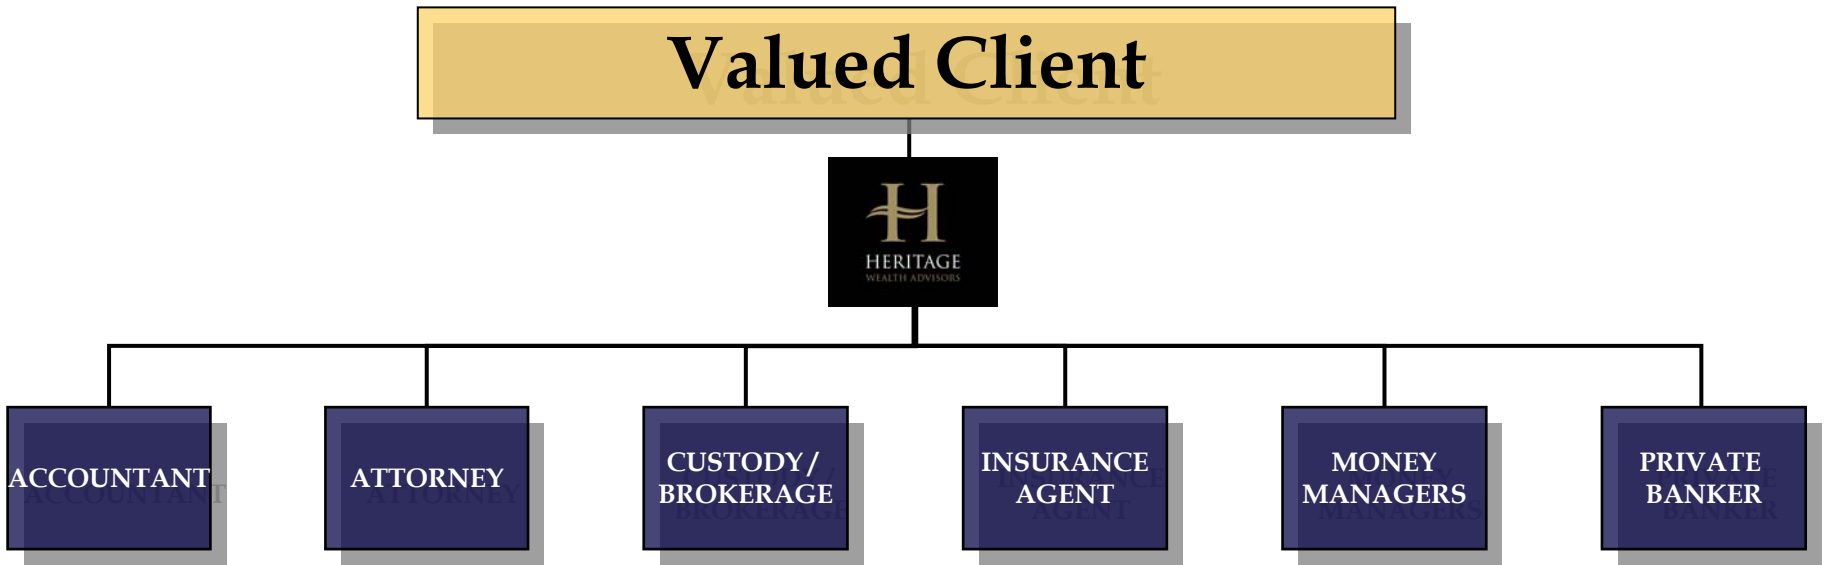 Valued Client
H
HERITAGE
WEALTH ADVISORS
ACCOUNTANT
ATTORNEY
CUSTODY/
BROKERAGE
INSURANCE
AGENT
MONEY
MANAGERS
PRIVATE
BANKER